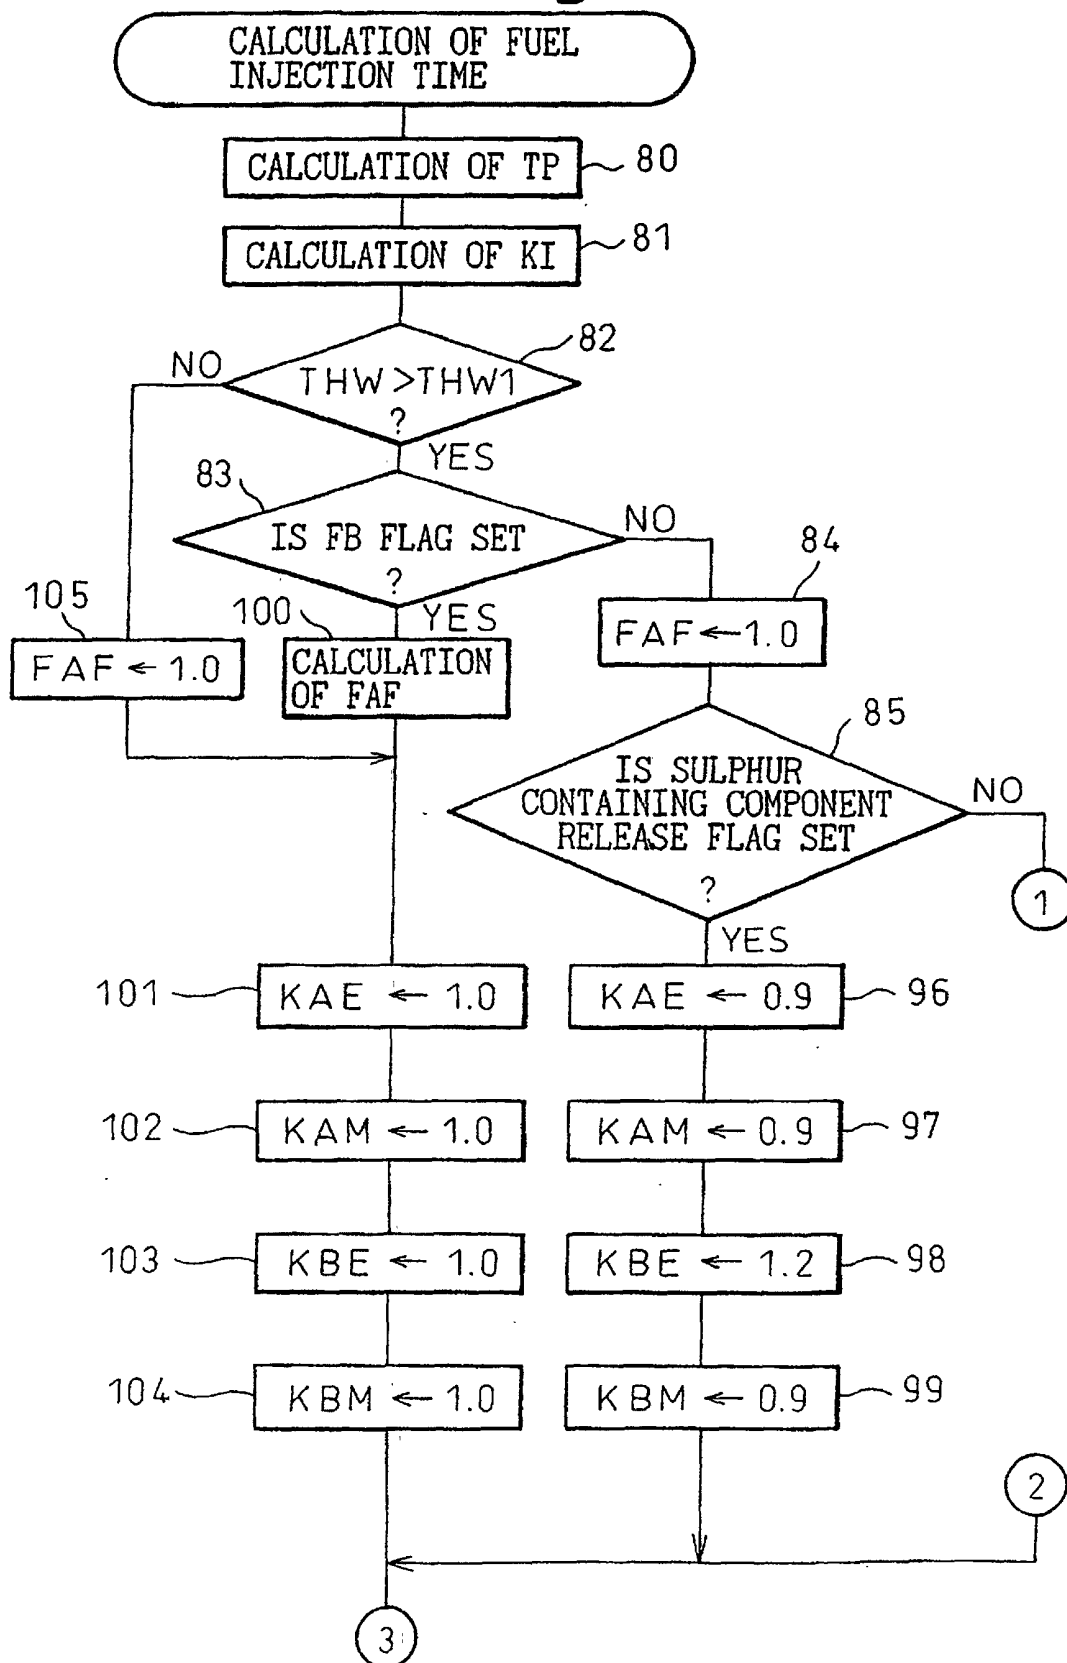 CALCULATION OF FUEL
INJECTION TIME
CALCULATION OF TP
80
CALCULATION OF KI
81
82
NO
THW>THW1
?
YES
83
IS FB FLAG SET
?
NO
YES
84
105
100
FAF←1.0
FAF ← 1.0
CALCULATION
OF FAF
85
IS SULPHUR
CONTAINING COMPONENT
RELEASE FLAG SET
?
NO
1
YES
101
KAE ← 1.0
KAE ← 0.9
96
102
KAM ← 1.0
KAM ← 0.9
97
103
KBE ← 1.0
KBE ← 1.2
98
104
KBM ← 1.0
KBM ← 0.9
99
2
3